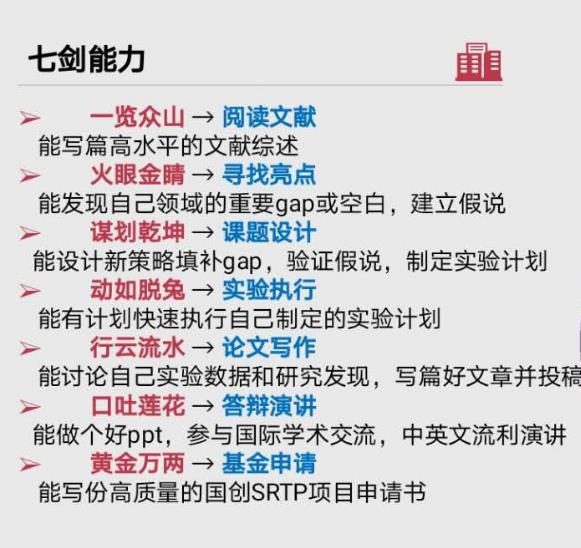 七剑能力
➢ 一览众山 → 阅读文献
能写篇高水平的文献综述
➢ 火眼金睛 → 寻找亮点
能发现自己领域的重要gap或空白，建立假说
➢ 谋划乾坤 → 课题设计
能设计新策略填补gap，验证假说，制定实验计划
➢ 动如脱兔 → 实验执行
能有计划快速执行自己制定的实验计划
➢ 行云流水 → 论文写作
能讨论自己实验数据和研究发现，写篇好文章并投稿
➢ 口吐莲花 → 答辩演讲
能做个好ppt，参与国际学术交流，中英文流利演讲
➢ 黄金万两 → 基金申请
能写份高质量的国创SRTP项目申请书